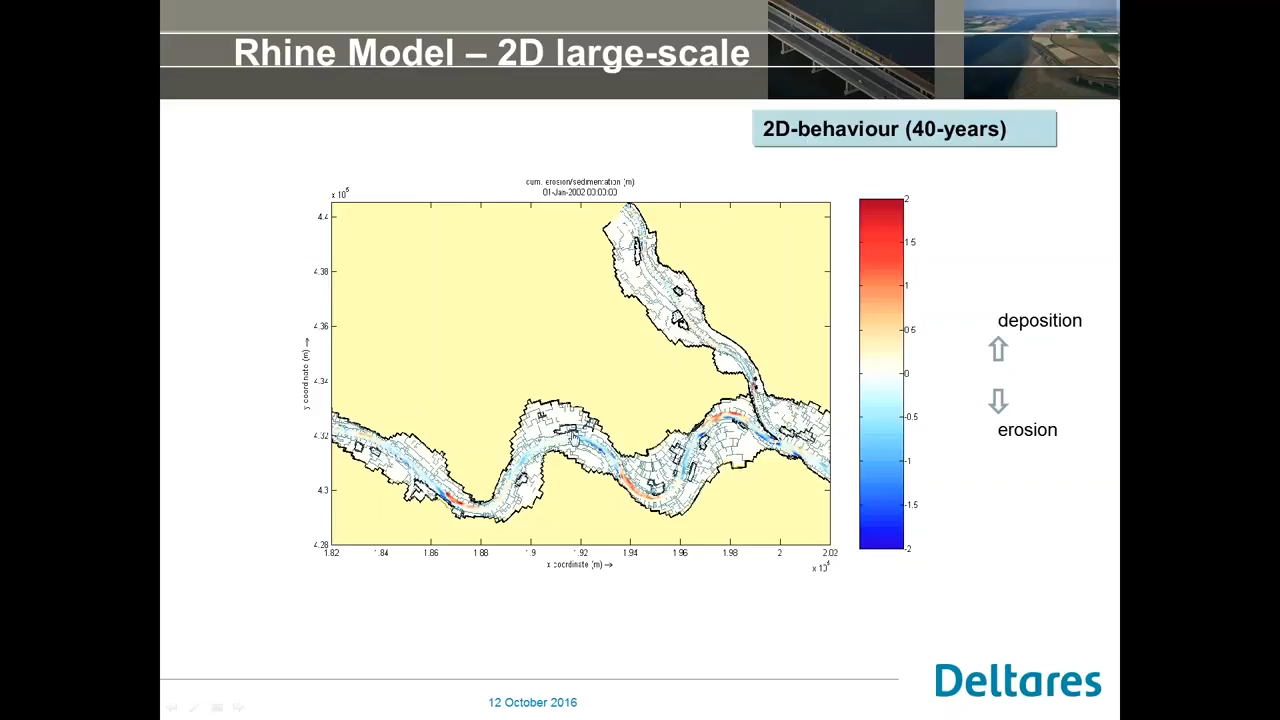 Rhine Model – 2D large-scale
2D-behaviour (40-years)
cum. erosion/sedimentation (m)
01-Jan-2002 00:00:00
x 10^5
4.4
4.38
4.36
4.34
4.32
4.3
4.28
y coordinate (m) →
1.82 1.84 1.86 1.88 1.9 1.92 1.94 1.96 1.98 2 2.02
x coordinate (m) →
2
1.5
1
0.5
0
-0.5
-1
-1.5
-2
deposition
erosion
12 October 2016
Deltares